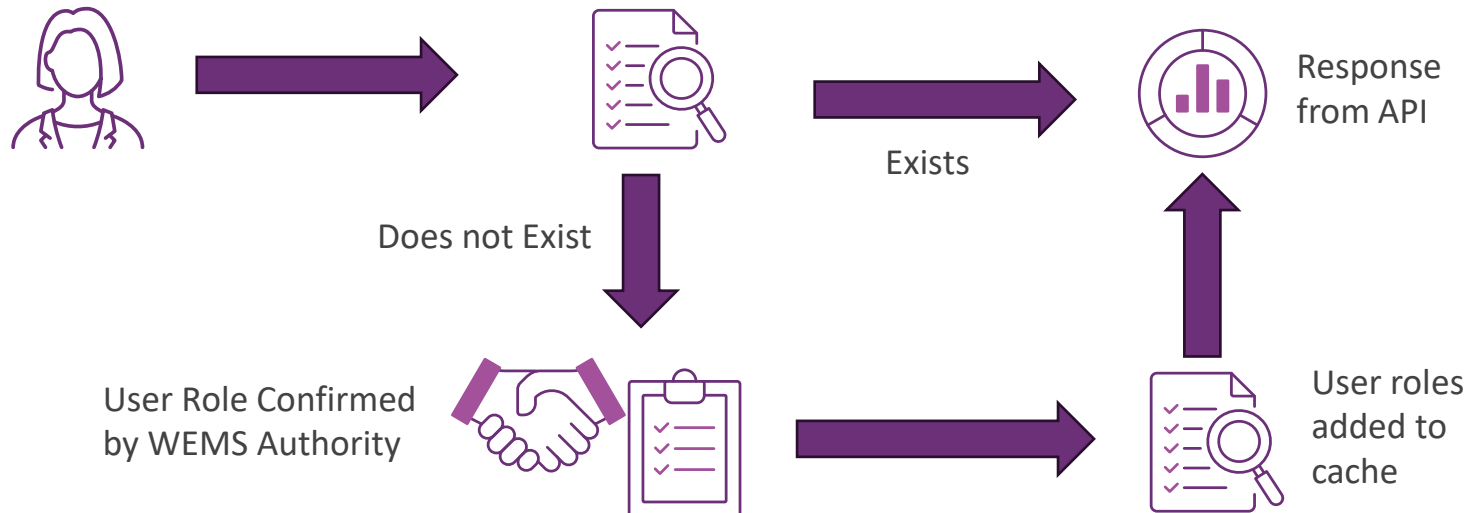 Response
from API
Exists
Does not Exist
User Role Confirmed
by WEMS Authority
User roles
added to
cache